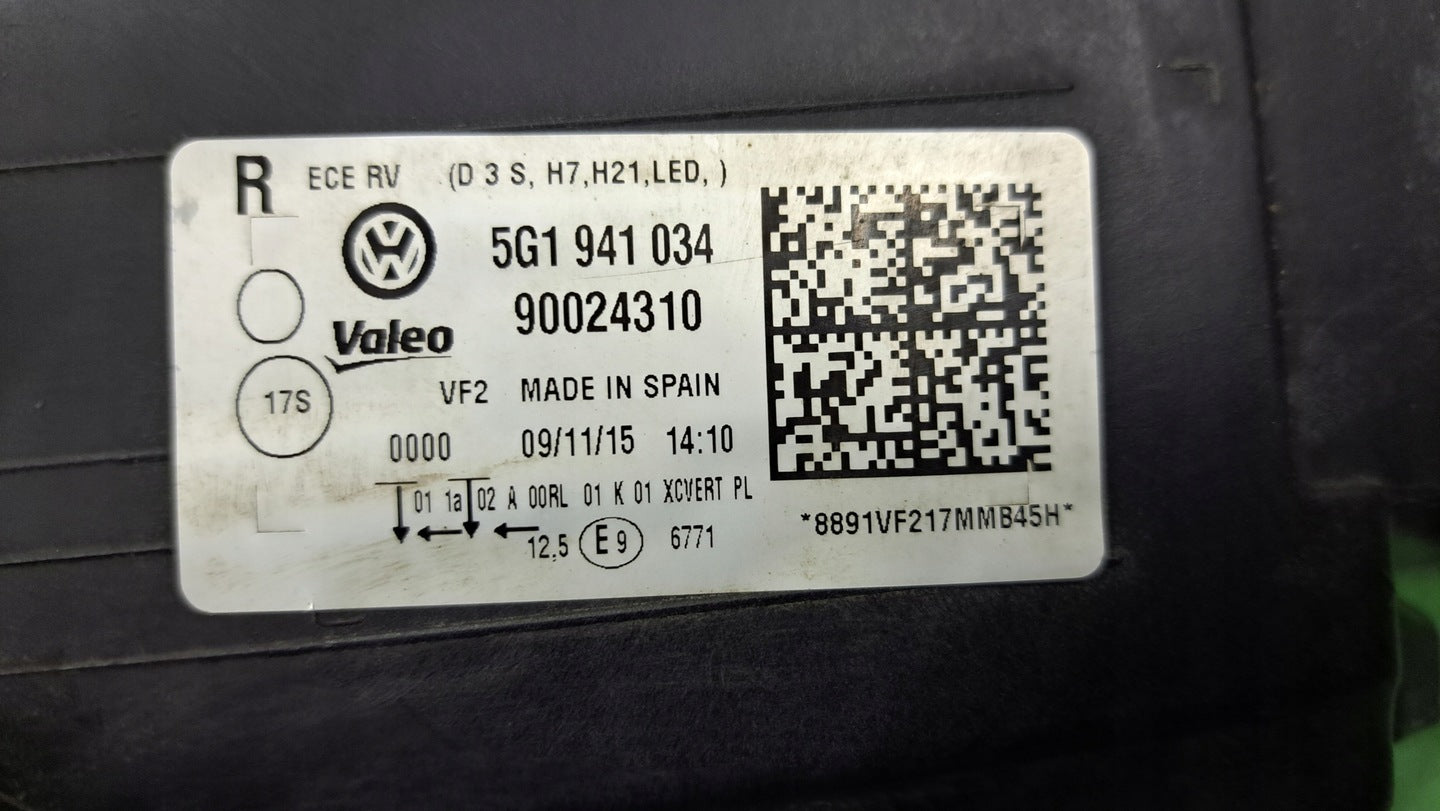 R ECE RV (D 3 S, H7,H21,LED, )
5G1 941 034
90024310
Valeo
VF2 MADE IN SPAIN
17S
0000 09/11/15 14:10
01 1a 02 A 00RL 01 K 01 XCVERT PL
12,5 E9 6771
*8891VF217MMB45H*